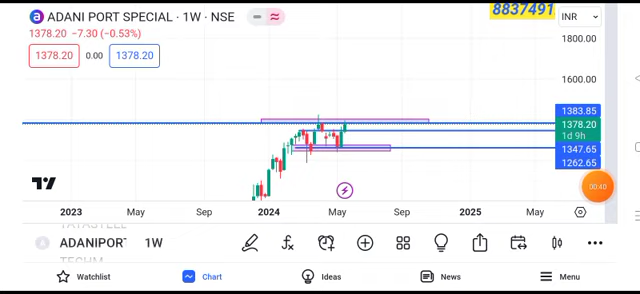 ADANI PORT SPECIAL · 1W · NSE
8837491
INR
1378.20 −7.30 (−0.53%)
1378.20 0.00 1378.20
1800.00
1600.00
1383.85
1378.20
1d 9h
1347.65
1262.65
00:40
2023 May Sep 2024 May Sep 2025 May
TATASTEEL
ADANIPOR 1W
TECHM
Watchlist Chart Ideas News Menu